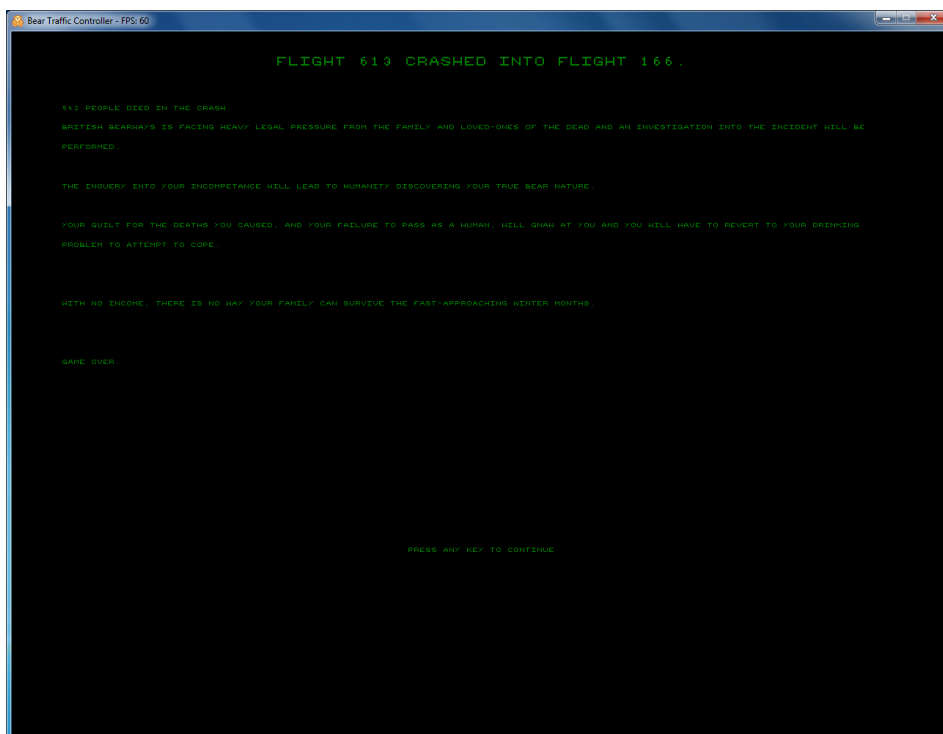 Bear Traffic Controller - FPS: 60
FLIGHT 613 CRASHED INTO FLIGHT 166.
PEOPLE DIED IN THE CRASH.
BRITISH BEARWAYS IS FACING HEAVY LEGAL PRESSURE FROM THE FAMILY AND LOVED-ONES OF THE DEAD AND AN INVESTIGATION INTO THE INCIDENT WILL BE
PERFORMED.
THE INQUERY INTO YOUR INCOMPETANCE WILL LEAD TO HUMANITY DISCOVERING YOUR TRUE BEAR NATURE.
YOUR GUILT FOR THE DEATHS YOU CAUSED, AND YOUR FAILURE TO PASS AS A HUMAN, WILL GNAW AT YOU AND YOU WILL HAVE TO REVERT TO YOUR DRINKING
PROBLEM TO ATTEMPT TO COPE.
WITH NO INCOME, THERE IS NO WAY YOUR FAMILY CAN SURVIVE THE FAST-APPROACHING WINTER MONTHS.
GAME OVER.
PRESS ANY KEY TO CONTINUE